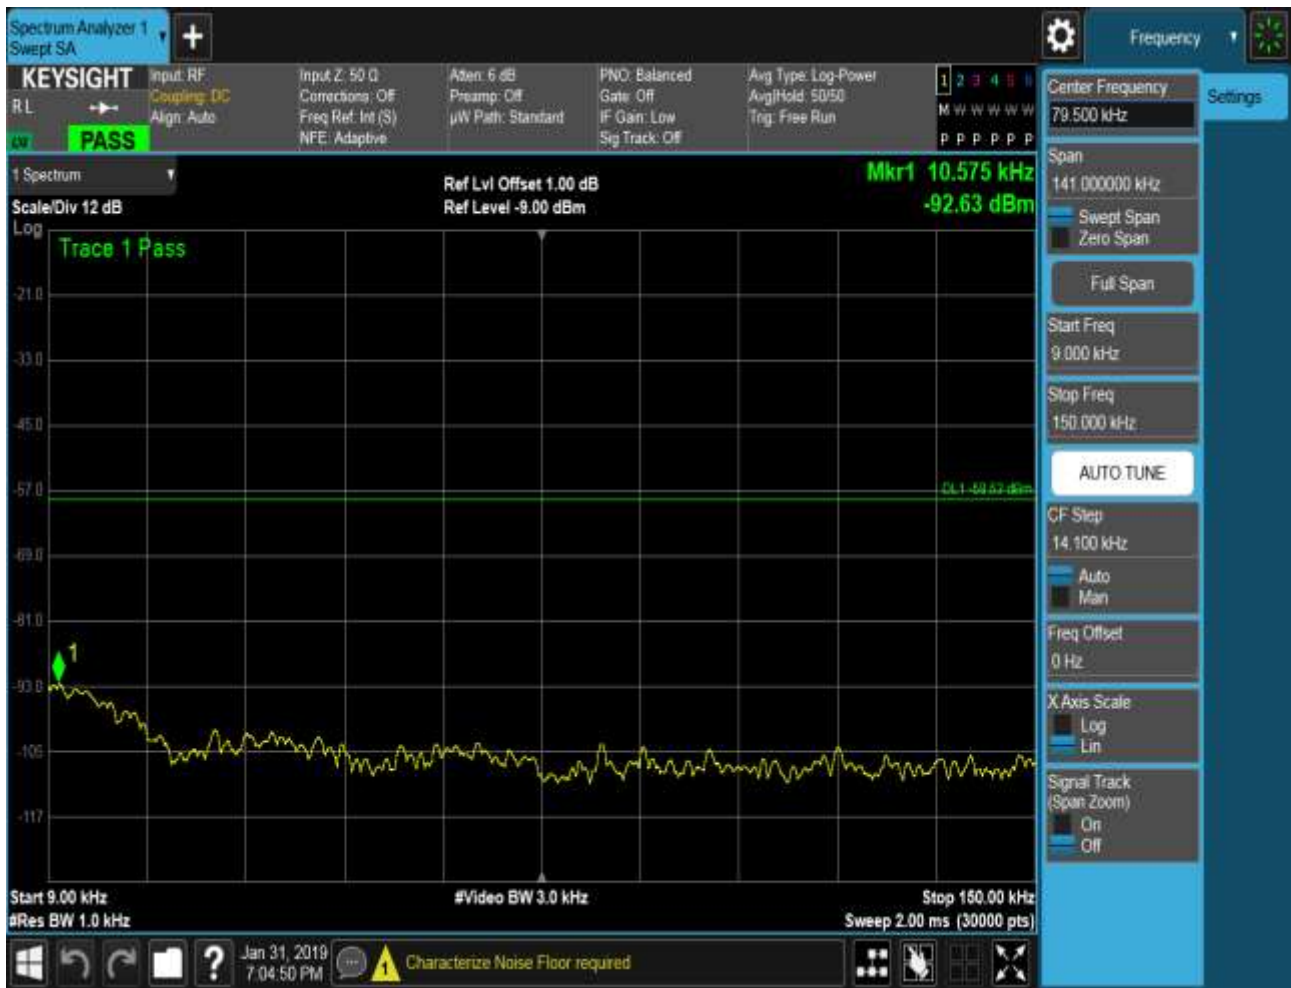 Spectrum Analyzer 1
Swept SA
Frequency
KEYSIGHT
R L
PASS
Input: RF
Coupling: DC
Align: Auto
Input Z: 50 Ω
Corrections: Off
Freq Ref: Int (S)
NFE: Adaptive
Atten: 6 dB
Preamp: Off
µW Path: Standard
PNO: Balanced
Gate: Off
IF Gain: Low
Sig Track: Off
Avg Type: Log-Power
Avg|Hold: 50/50
Trig: Free Run
1 2 3 4 5 6
M W W W W W
P P P P P P
1 Spectrum
Scale/Div 12 dB
Log
Ref Lvl Offset 1.00 dB
Ref Level -9.00 dBm
Mkr1 10.575 kHz
-92.63 dBm
Trace 1 Pass
-21.0
-33.0
-45.0
-57.0
-69.0
-81.0
-93.0
-105
-117
1
Start 9.00 kHz
#Res BW 1.0 kHz
#Video BW 3.0 kHz
Stop 150.00 kHz
Sweep 2.00 ms (30000 pts)
Center Frequency
79.500 kHz
Settings
Span
141.000000 kHz
Swept Span
Zero Span
Full Span
Start Freq
9.000 kHz
Stop Freq
150.000 kHz
AUTO TUNE
CF Step
14.100 kHz
Auto
Man
Freq Offset
0 Hz
X Axis Scale
Log
Lin
Signal Track
(Span Zoom)
On
Off
?
Jan 31, 2019
7:04:50 PM
1
Characterize Noise Floor required